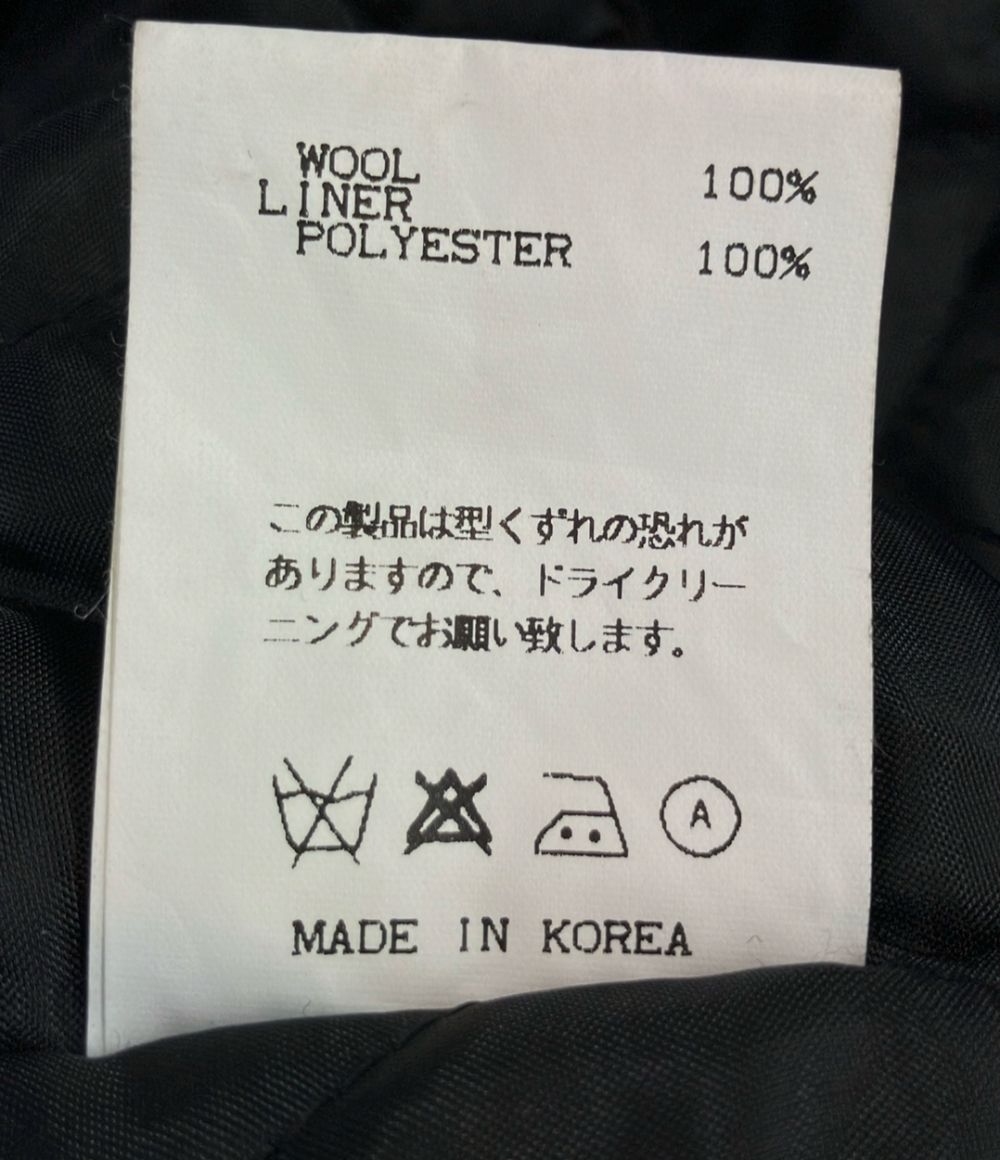 WOOL 100%
LINER
POLYESTER 100%
この製品は型くずれの恐れが
ありますので、ドライクリー
ニングでお願い致します。
A
MADE IN KOREA